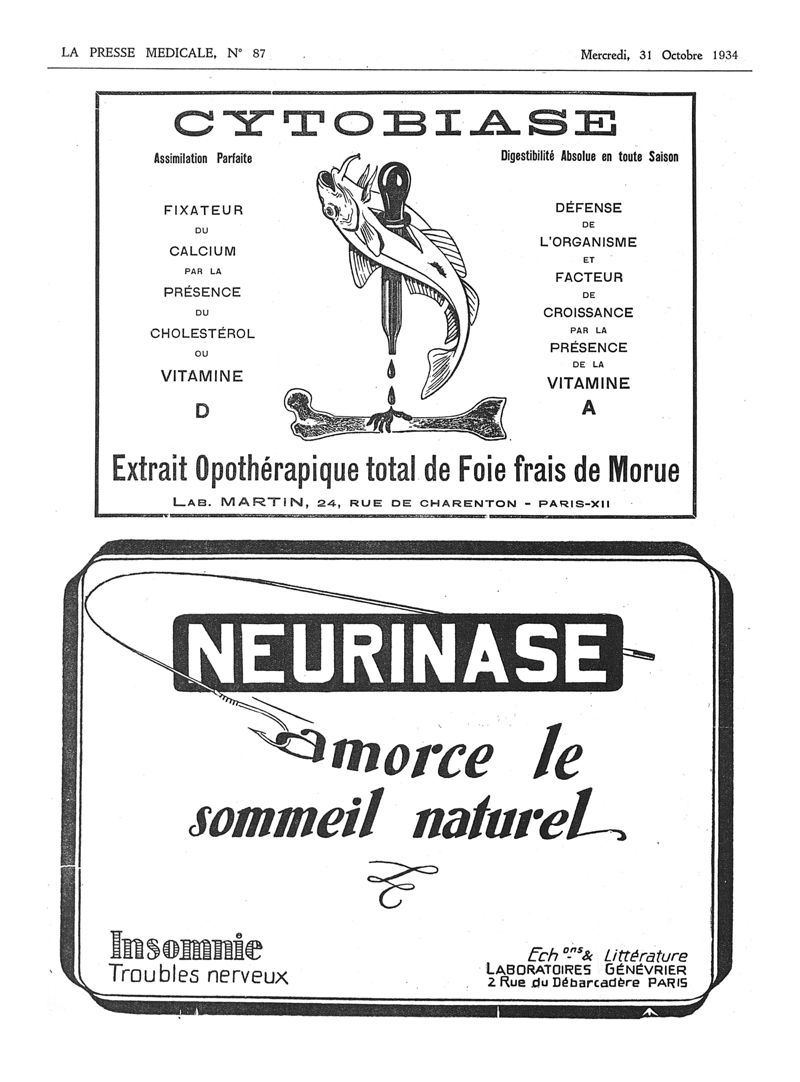 LA PRESSE MEDICALE, N° 87
Mercredi, 31 Octobre 1934
CYTOBIASE
Assimilation Parfaite
Digestibilité Absolue en toute Saison
FIXATEUR
DU
CALCIUM
PAR LA
PRÉSENCE
DU
CHOLESTÉROL
OU
VITAMINE
D
DÉFENSE
DE
L'ORGANISME
ET
FACTEUR
DE
CROISSANCE
PAR LA
PRÉSENCE
DE LA
VITAMINE
A
Extrait Opothérapique total de Foie frais de Morue
LAB. MARTIN, 24, RUE DE CHARENTON - PARIS-XII
NEURINASE
amorce le
sommeil naturel
Insomnie
Troubles nerveux
Ech ons & Littérature
LABORATOIRES GÉNÉVRIER
2 Rue du Débarcadère PARIS